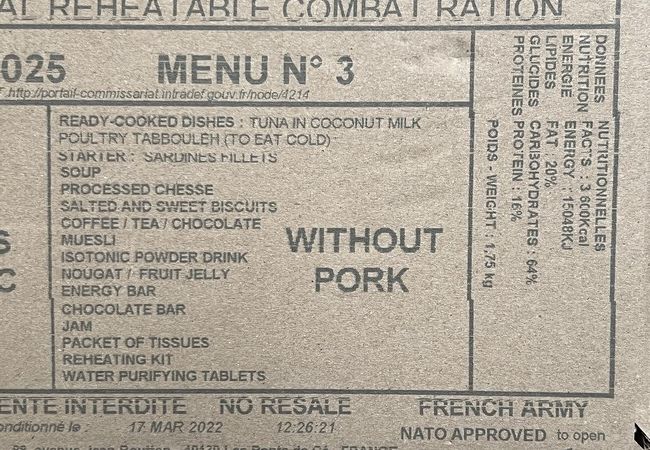 REHEATABLE COMBAT RATION
025 MENU N° 3
http://portail-commissariat.intradef.gouv.fr/node/4214
READY-COOKED DISHES : TUNA IN COCONUT MILK
POULTRY TABBOULEH (TO EAT COLD)
STARTER : SARDINES FILLETS
SOUP
PROCESSED CHESSE
SALTED AND SWEET BISCUITS
COFFEE / TEA / CHOCOLATE
MUESLI
ISOTONIC POWDER DRINK
NOUGAT / FRUIT JELLY
ENERGY BAR
CHOCOLATE BAR
JAM
PACKET OF TISSUES
REHEATING KIT
WATER PURIFYING TABLETS
WITHOUT
PORK
DONNEES NUTRITIONNELLES
NUTRITION FACTS : 3 600Kcal
ENERGIE ENERGY : 15048KJ
LIPIDES FAT : 20%
GLUCIDES CARBOHYDRATES : 64%
PROTEINES PROTEIN : 16%
POIDS - WEIGHT : 1,75 kg
ENTE INTERDITE NO RESALE FRENCH ARMY
onditionné le : 17 MAR 2022 12:26:21 NATO APPROVED to open